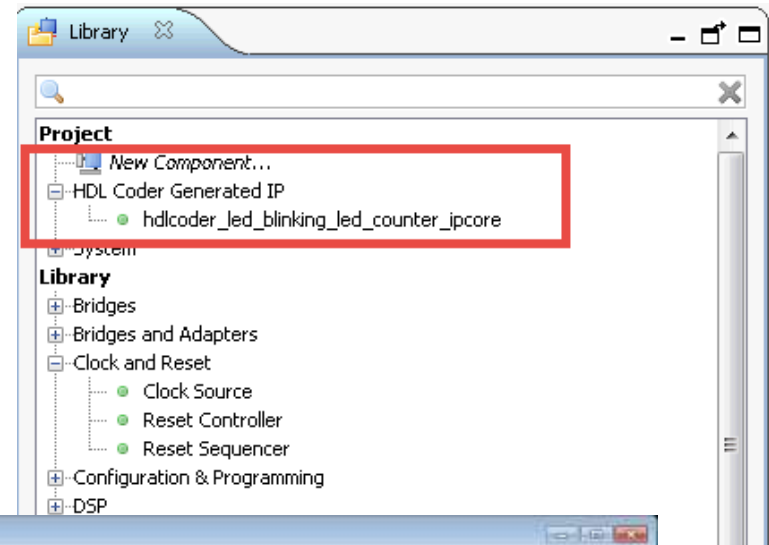 Library
Project
New Component...
HDL Coder Generated IP
hdlcoder_led_blinking_led_counter_ipcore
System
Library
Bridges
Bridges and Adapters
Clock and Reset
Clock Source
Reset Controller
Reset Sequencer
Configuration & Programming
DSP